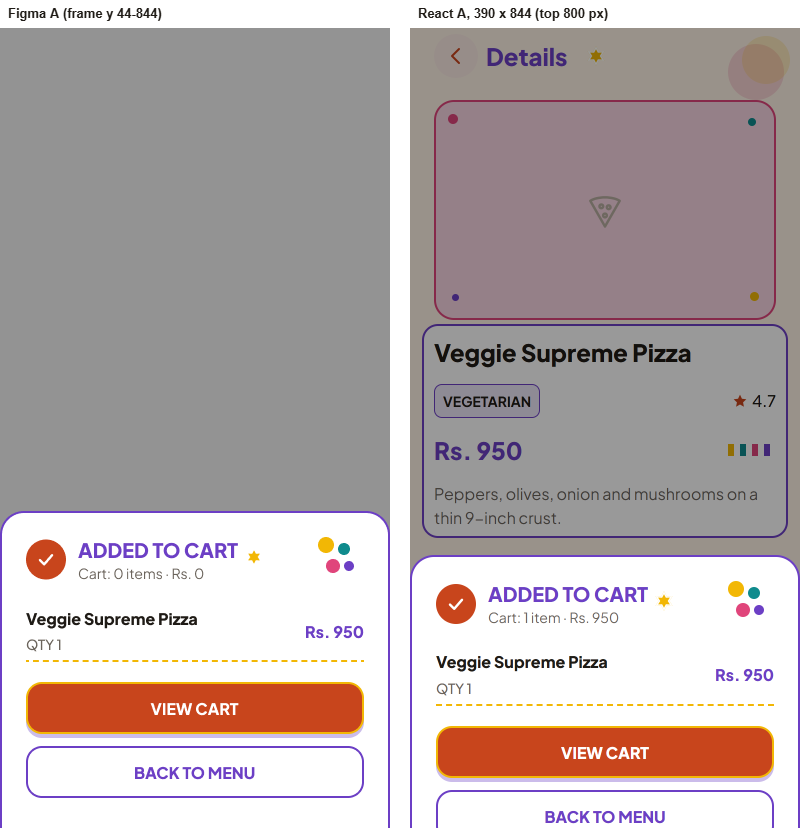 Figma A (frame y 44-844)
ADDED TO CART
Cart: 0 items · Rs. 0
Veggie Supreme Pizza
QTY 1
Rs. 950
VIEW CART
BACK TO MENU
React A, 390 x 844 (top 800 px)
Details
Veggie Supreme Pizza
VEGETARIAN
4.7
Rs. 950
Peppers, olives, onion and mushrooms on a
thin 9–inch crust.
ADDED TO CART
Cart: 1 item · Rs. 950
Veggie Supreme Pizza
QTY 1
Rs. 950
VIEW CART
BACK TO MENU